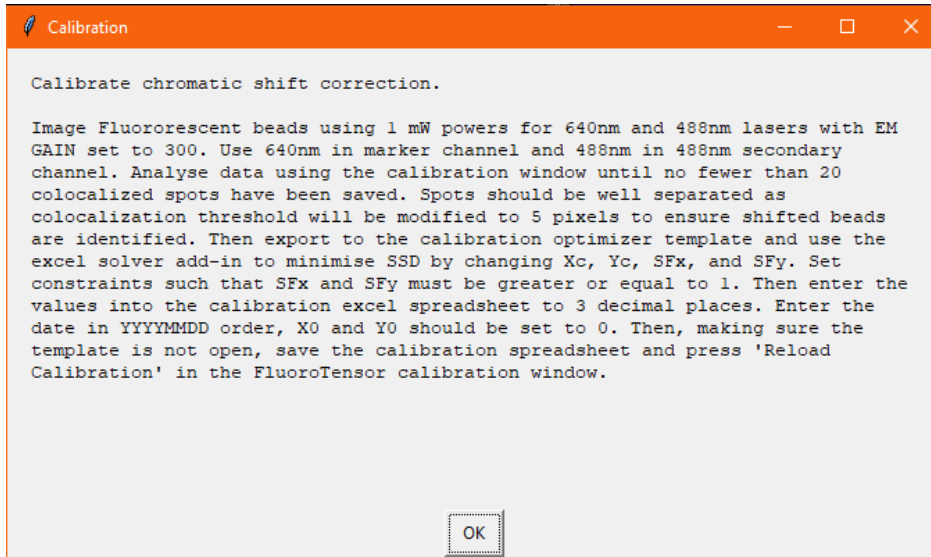 Calibration
Calibrate chromatic shift correction.
Image Fluororescent beads using 1 mW powers for 640nm and 488nm lasers with EM
GAIN set to 300. Use 640nm in marker channel and 488nm in 488nm secondary
channel. Analyse data using the calibration window until no fewer than 20
colocalized spots have been saved. Spots should be well separated as
colocalization threshold will be modified to 5 pixels to ensure shifted beads
are identified. Then export to the calibration optimizer template and use the
excel solver add-in to minimise SSD by changing Xc, Yc, SFx, and SFy. Set
constraints such that SFx and SFy must be greater or equal to 1. Then enter the
values into the calibration excel spreadsheet to 3 decimal places. Enter the
date in YYYYMMDD order, X0 and Y0 should be set to 0. Then, making sure the
template is not open, save the calibration spreadsheet and press 'Reload
Calibration' in the FluoroTensor calibration window.
OK